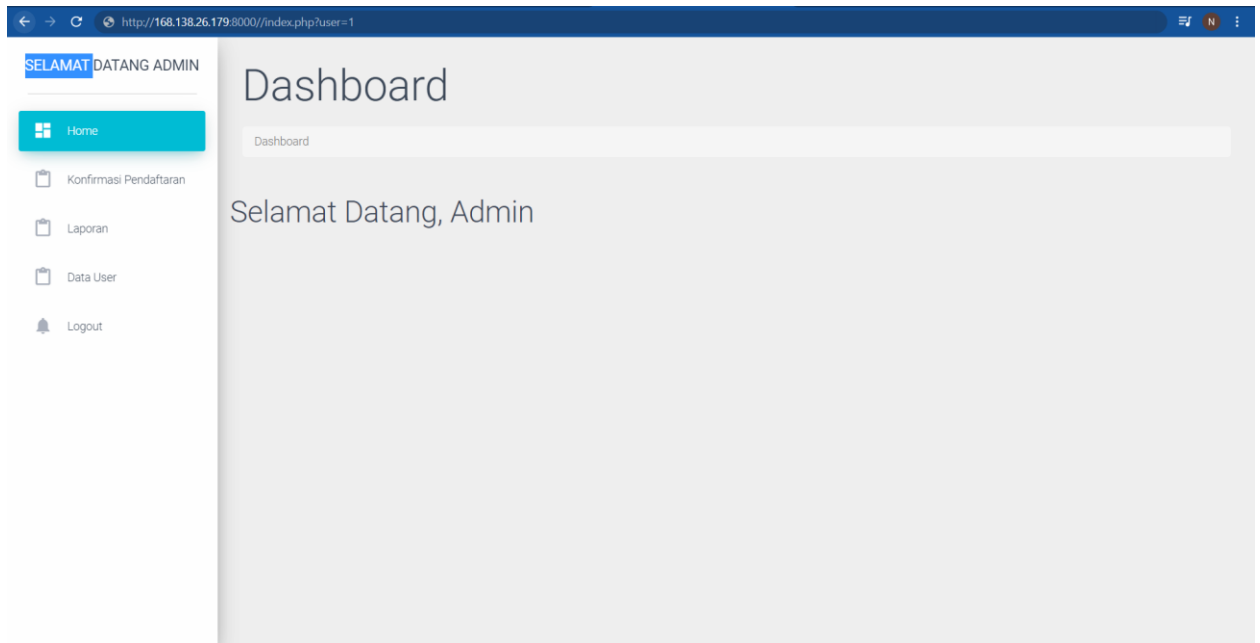 http://168.138.26.179:8000//index.php?user=1
N
SELAMAT DATANG ADMIN
Home
Konfirmasi Pendaftaran
Laporan
Data User
Logout
Dashboard
Dashboard
Selamat Datang, Admin